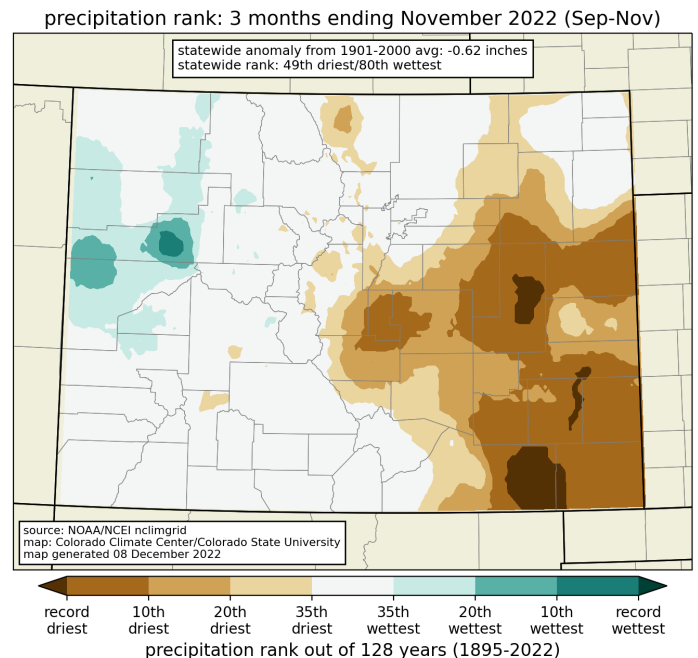 precipitation rank: 3 months ending November 2022 (Sep-Nov)
statewide anomaly from 1901-2000 avg: -0.62 inches
statewide rank: 49th driest/80th wettest
source: NOAA/NCEI nclimgrid
map: Colorado Climate Center/Colorado State University
map generated 08 December 2022
record driest
10th driest
20th driest
35th driest
35th wettest
20th wettest
10th wettest
record wettest
precipitation rank out of 128 years (1895-2022)